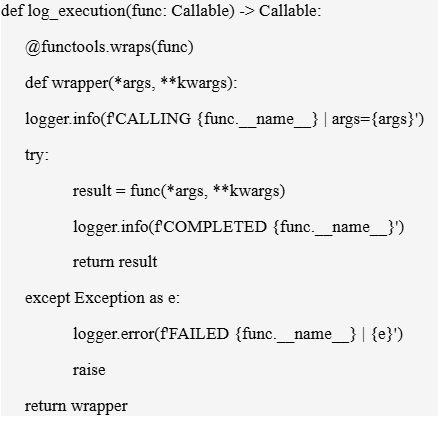 def log_execution(func: Callable) -> Callable:
@functools.wraps(func)
def wrapper(*args, **kwargs):
logger.info(f'CALLING {func.__name__} | args={args}')
try:
result = func(*args, **kwargs)
logger.info(f'COMPLETED {func.__name__}')
return result
except Exception as e:
logger.error(f'FAILED {func.__name__} | {e}')
raise
return wrapper